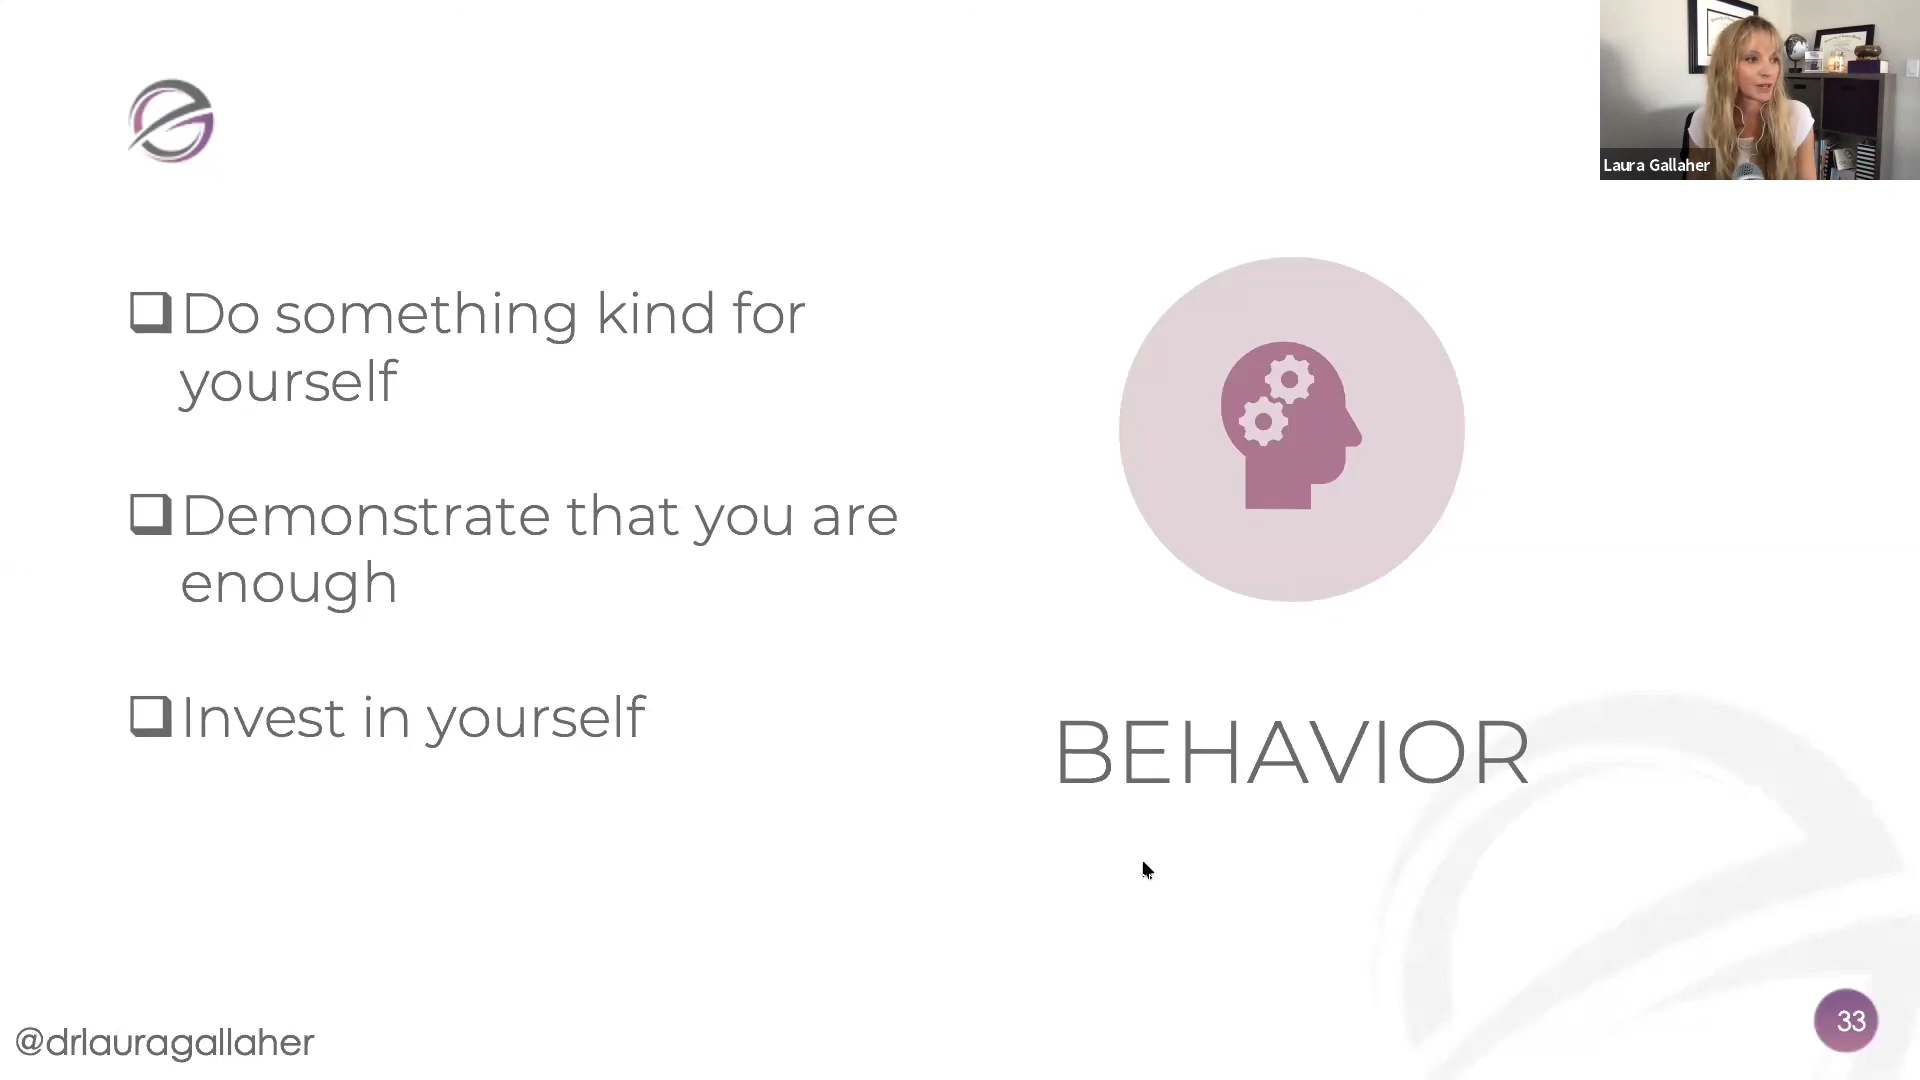 Laura Gallaher
❑ Do something kind for
yourself
❑ Demonstrate that you are
enough
❑ Invest in yourself
BEHAVIOR
@drlauragallaher
33